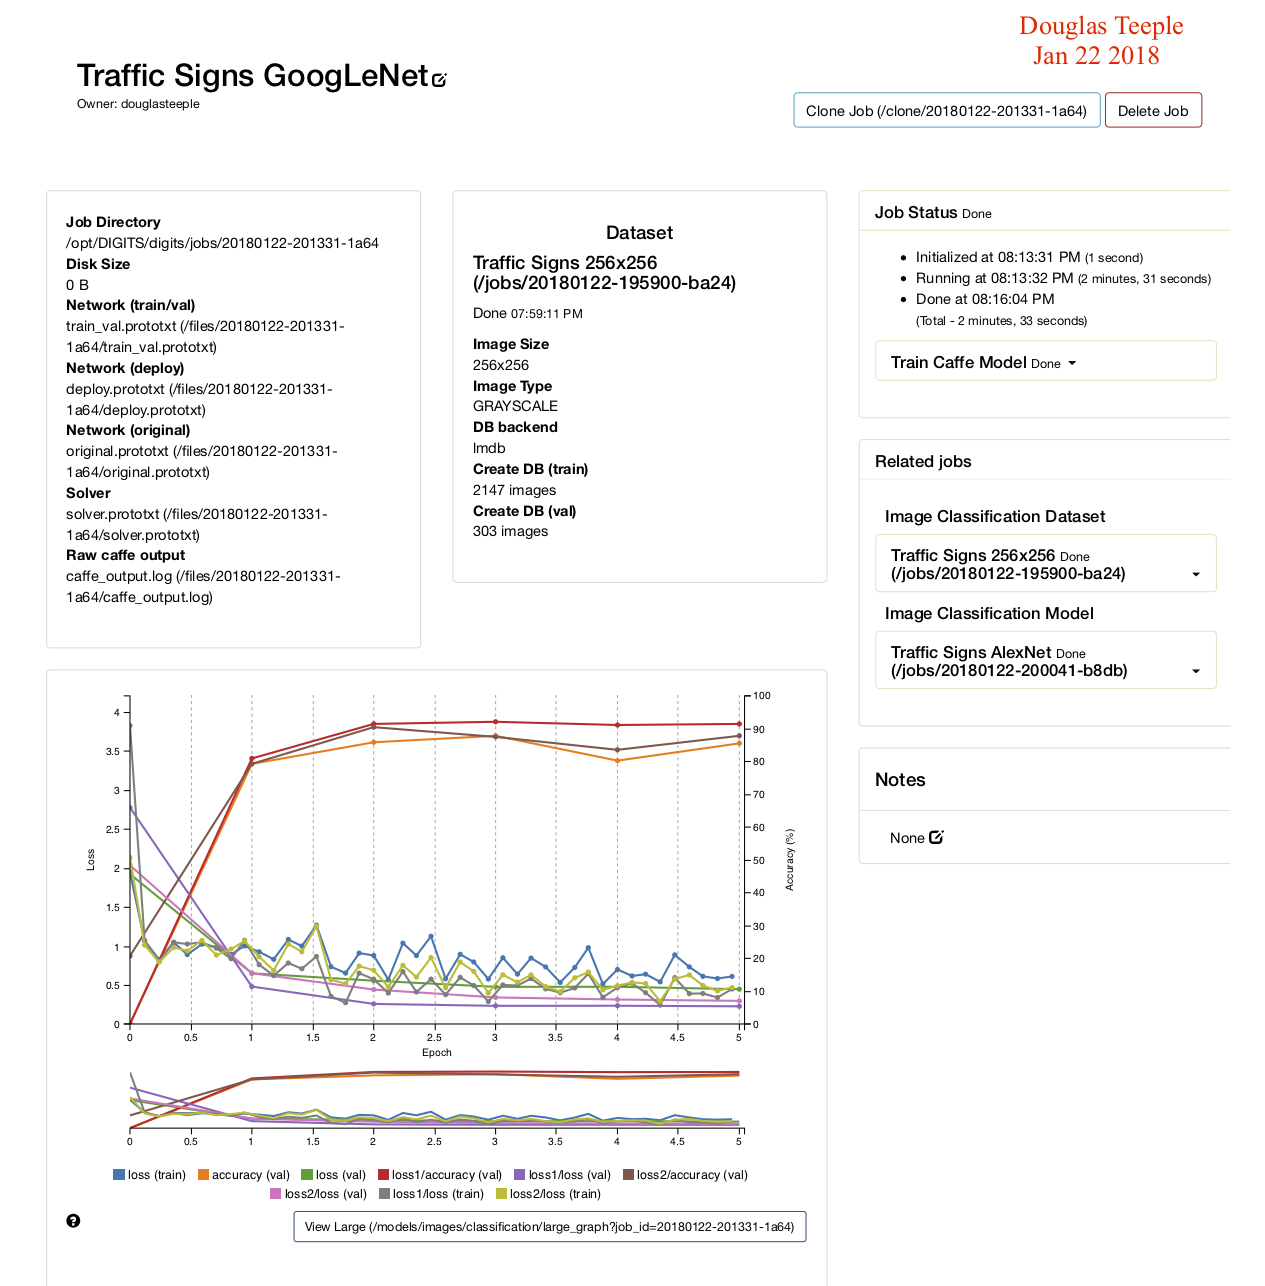 Douglas Teeple
Jan 22 2018
Traffic Signs GoogLeNet
Owner: douglasteeple
Clone Job (/clone/20180122-201331-1a64)
Delete Job
Job Directory
/opt/DIGITS/digits/jobs/20180122-201331-1a64
Disk Size
0 B
Network (train/val)
train_val.prototxt (/files/20180122-201331-
1a64/train_val.prototxt)
Network (deploy)
deploy.prototxt (/files/20180122-201331-
1a64/deploy.prototxt)
Network (original)
original.prototxt (/files/20180122-201331-
1a64/original.prototxt)
Solver
solver.prototxt (/files/20180122-201331-
1a64/solver.prototxt)
Raw caffe output
caffe_output.log (/files/20180122-201331-
1a64/caffe_output.log)
Dataset
Traffic Signs 256x256
(/jobs/20180122-195900-ba24)
Done 07:59:11 PM
Image Size
256x256
Image Type
GRAYSCALE
DB backend
lmdb
Create DB (train)
2147 images
Create DB (val)
303 images
Job Status Done
Initialized at 08:13:31 PM (1 second)
Running at 08:13:32 PM (2 minutes, 31 seconds)
Done at 08:16:04 PM
(Total - 2 minutes, 33 seconds)
Train Caffe Model Done
Related jobs
Image Classification Dataset
Traffic Signs 256x256 Done
(/jobs/20180122-195900-ba24)
Image Classification Model
Traffic Signs AlexNet Done
(/jobs/20180122-200041-b8db)
Notes
None
4
3.5
3
2.5
2
1.5
1
0.5
0
Loss
100
90
80
70
60
50
40
30
20
10
0
Accuracy (%)
0 0.5 1 1.5 2 2.5 3 3.5 4 4.5 5
Epoch
0 0.5 1 1.5 2 2.5 3 3.5 4 4.5 5
loss (train) accuracy (val) loss (val) loss1/accuracy (val) loss1/loss (val) loss2/accuracy (val)
loss2/loss (val) loss1/loss (train) loss2/loss (train)
?
View Large (/models/images/classification/large_graph?job_id=20180122-201331-1a64)